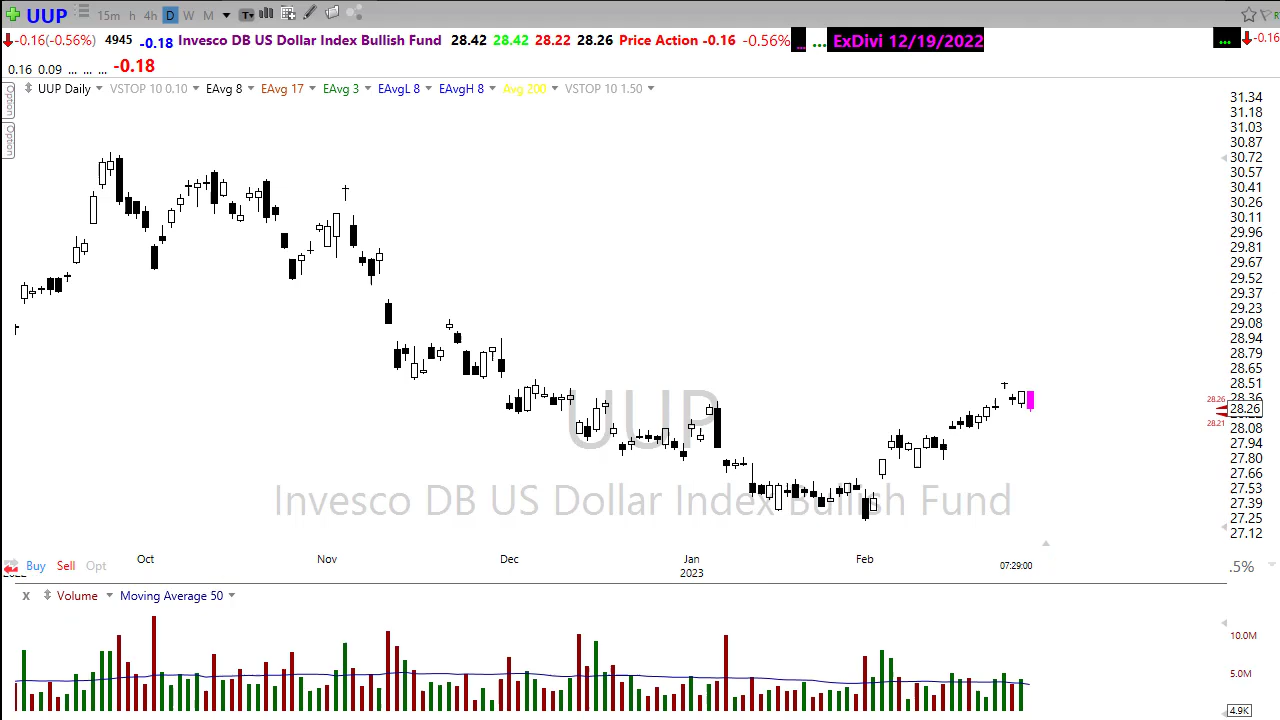 UUP 15m h 4h D W M T
-0.16(-0.56%) 4945 -0.18 Invesco DB US Dollar Index Bullish Fund 28.42 28.42 28.22 28.26 Price Action -0.16 -0.56% ... ... ExDivi 12/19/2022 ... -0.16
0.16 0.09 ... ... ... -0.18
Option
Option
UUP Daily VSTOP 10 0.10 EAvg 8 EAvg 17 EAvg 3 EAvgL 8 EAvgH 8 Avg 200 VSTOP 10 1.50
31.34
31.18
31.03
30.87
30.72
30.57
30.41
30.26
30.11
29.96
29.81
29.67
29.52
29.37
29.23
29.08
28.94
28.79
28.65
28.51
28.36
28.26 28.26
28.21
28.08
27.94
27.80
27.66
27.53
27.39
27.25
27.12
UUP
Invesco DB US Dollar Index Bullish Fund
Oct Nov Dec Jan Feb
2023
07:29:00
Buy Sell Opt
.5%
X Volume Moving Average 50
10.0M
5.0M
4.9K